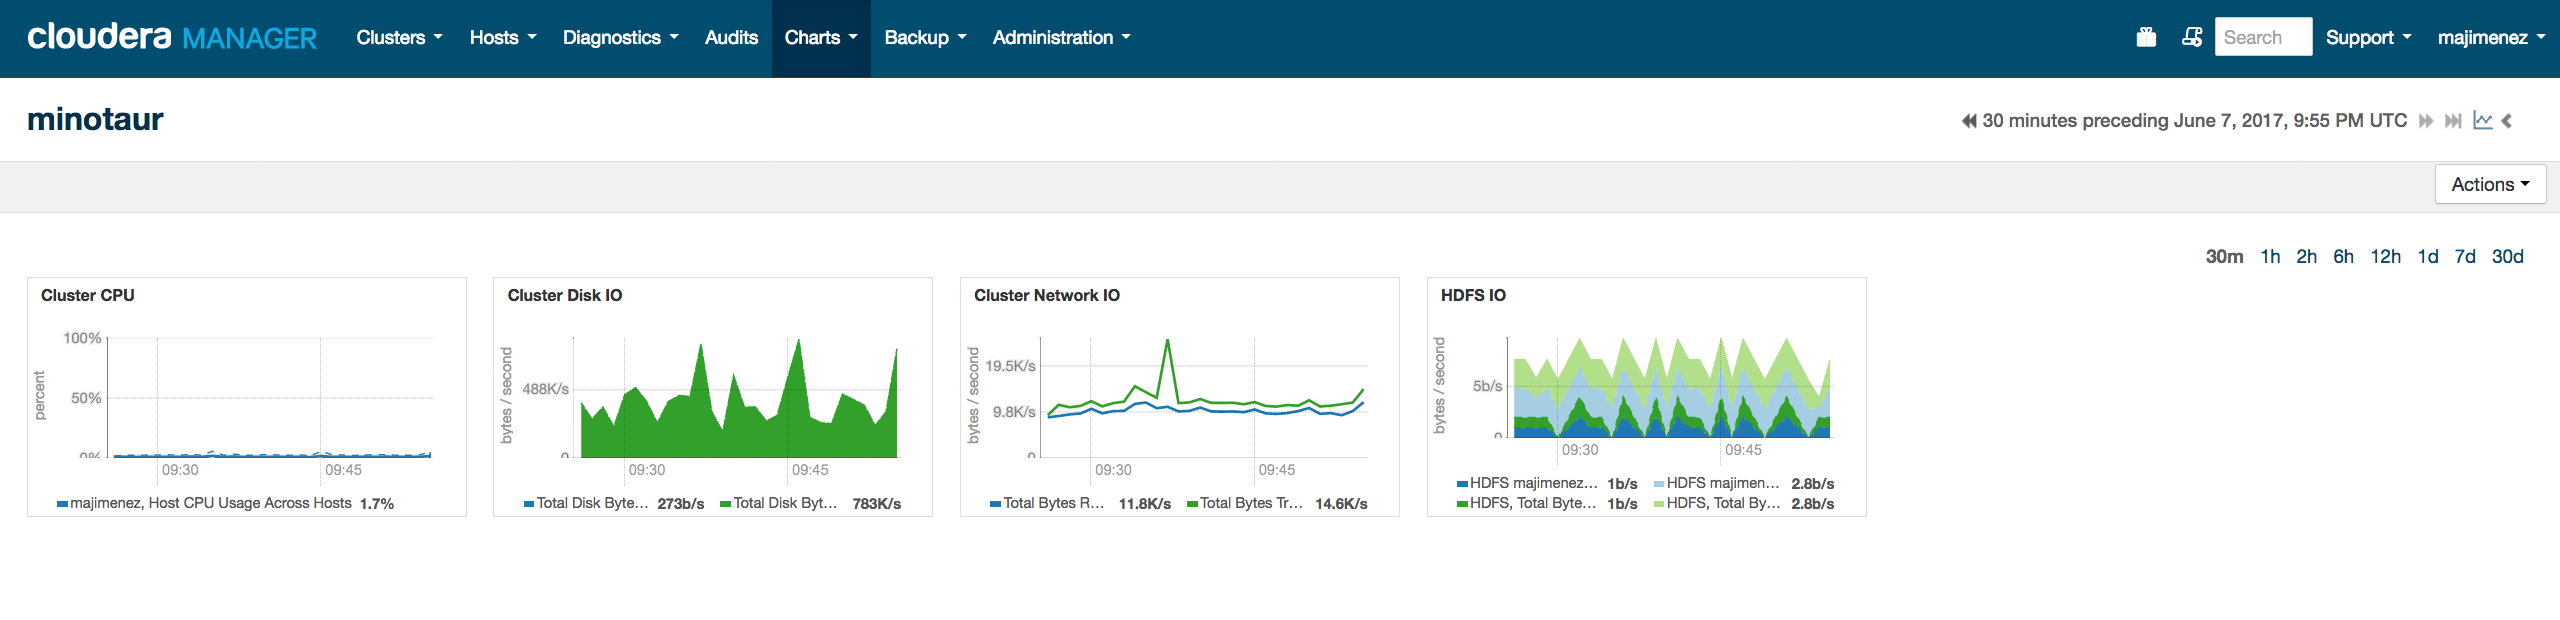 cloudera MANAGER Clusters Hosts Diagnostics Audits Charts Backup Administration Search Support majimenez
minotaur 30 minutes preceding June 7, 2017, 9:55 PM UTC
Actions
30m 1h 2h 6h 12h 1d 7d 30d
Cluster CPU
percent
100%
50%
0%
09:30 09:45
majimenez, Host CPU Usage Across Hosts 1.7%
Cluster Disk IO
bytes / second
488K/s
0
09:30 09:45
Total Disk Byte... 273b/s Total Disk Byt... 783K/s
Cluster Network IO
bytes / second
19.5K/s
9.8K/s
0
09:30 09:45
Total Bytes R... 11.8K/s Total Bytes Tr... 14.6K/s
HDFS IO
bytes / second
5b/s
0
09:30 09:45
HDFS majimenez... 1b/s HDFS majimen... 2.8b/s
HDFS, Total Byte... 1b/s HDFS, Total By... 2.8b/s